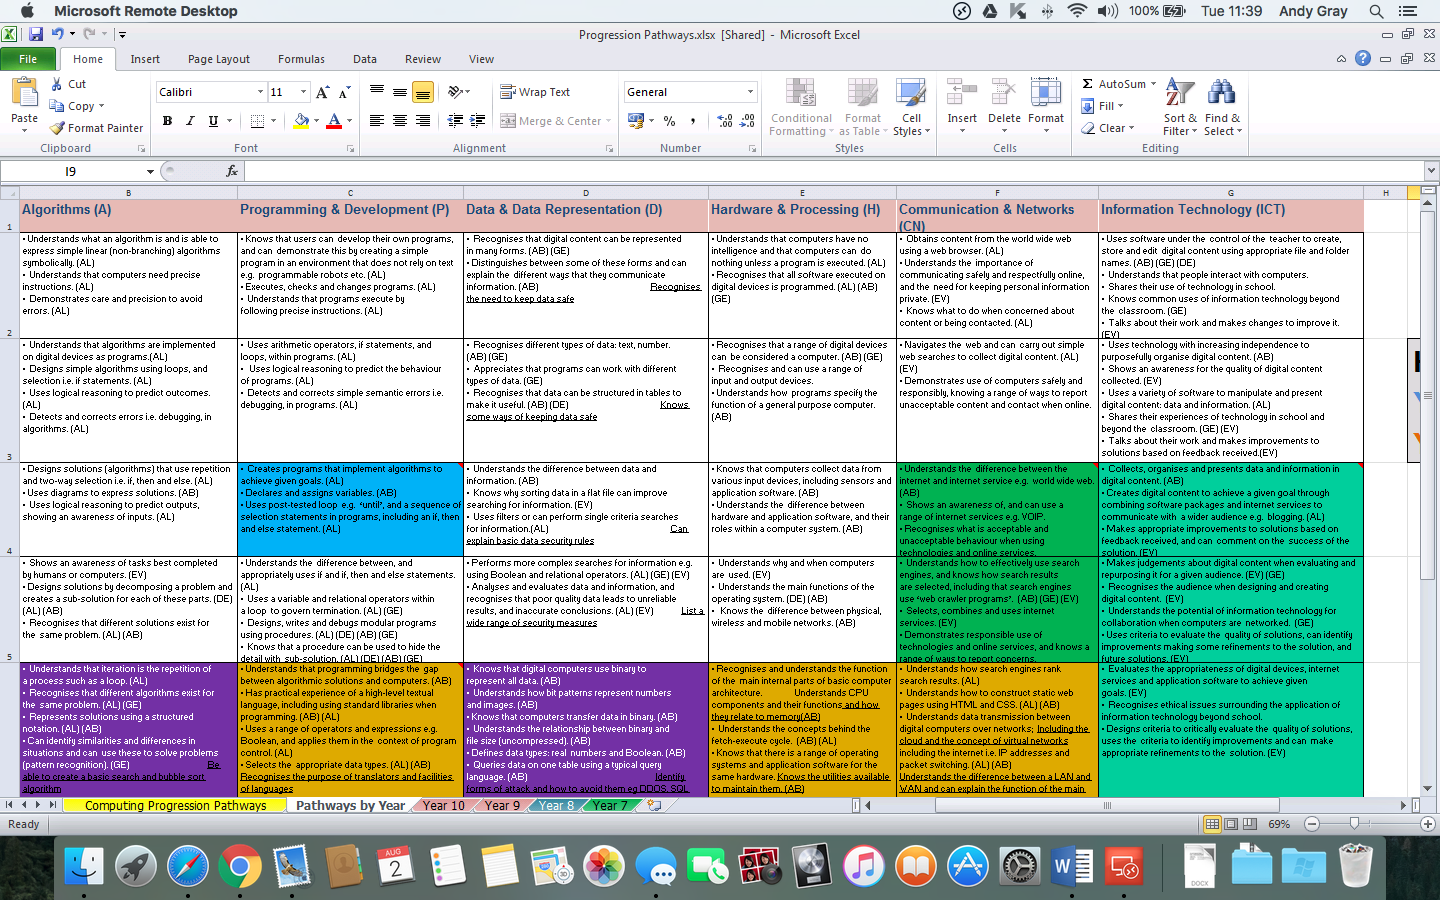 Microsoft Remote Desktop
100%
Tue 11:39
Andy Gray
Progression Pathways.xlsx [Shared] - Microsoft Excel
File Home Insert Page Layout Formulas Data Review View
Paste
Cut
Copy
Format Painter
Clipboard
Calibri 11
B I U
Font
Wrap Text
Merge & Center
Alignment
General
Number
Conditional Formatting
Format as Table
Cell Styles
Styles
Insert Delete Format
Cells
AutoSum
Fill
Clear
Sort & Filter
Find & Select
Editing
I9
fx
B C D E F G H
1
Algorithms (A)
Programming & Development (P)
Data & Data Representation (D)
Hardware & Processing (H)
Communication & Networks
(CN)
Information Technology (ICT)
2
• Understands what an algorithm is and is able to
express simple linear (non-branching) algorithms
symbolically. (AL)
• Understands that computers need precise
instructions. (AL)
• Demonstrates care and precision to avoid
errors. (AL)
• Knows that users can develop their own programs,
and can demonstrate this by creating a simple
program in an environment that does not rely on text
e.g. programmable robots etc. (AL)
• Executes, checks and changes programs. (AL)
• Understands that programs execute by
following precise instructions. (AL)
• Recognises that digital content can be represented
in many forms. (AB) (GE)
• Distinguishes between some of these forms and can
explain the different ways that they communicate
information. (AB) Recognises
the need to keep data safe
• Understands that computers have no
intelligence and that computers can do
nothing unless a program is executed. (AL)
• Recognises that all software executed on
digital devices is programmed. (AL) (AB)
(GE)
• Obtains content from the world wide web
using a web browser. (AL)
• Understands the importance of
communicating safely and respectfully online,
and the need for keeping personal information
private. (EV)
• Knows what to do when concerned about
content or being contacted. (AL)
• Uses software under the control of the teacher to create,
store and edit digital content using appropriate file and folder
names. (AB) (GE) (DE)
• Understands that people interact with computers.
• Shares their use of technology in school.
• Knows common uses of information technology beyond
the classroom. (GE)
• Talks about their work and makes changes to improve it.
(EV)
3
• Understands that algorithms are implemented
on digital devices as programs.(AL)
• Designs simple algorithms using loops, and
selection i.e. if statements. (AL)
• Uses logical reasoning to predict outcomes.
(AL)
• Detects and corrects errors i.e. debugging, in
algorithms. (AL)
• Uses arithmetic operators, if statements, and
loops, within programs. (AL)
• Uses logical reasoning to predict the behaviour
of programs. (AL)
• Detects and corrects simple semantic errors i.e.
debugging, in programs. (AL)
• Recognises different types of data: text, number.
(AB) (GE)
• Appreciates that programs can work with different
types of data. (GE)
• Recognises that data can be structured in tables to
make it useful. (AB) (DE) Knows
some ways of keeping data safe
• Recognises that a range of digital devices
can be considered a computer. (AB) (GE)
• Recognises and can use a range of
input and output devices.
• Understands how programs specify the
function of a general purpose computer.
(AB)
• Navigates the web and can carry out simple
web searches to collect digital content. (AL)
(EV)
• Demonstrates use of computers safely and
responsibly, knowing a range of ways to report
unacceptable content and contact when online.
• Uses technology with increasing independence to
purposefully organise digital content. (AB)
• Shows an awareness for the quality of digital content
collected. (EV)
• Uses a variety of software to manipulate and present
digital content: data and information. (AL)
• Shares their experiences of technology in school and
beyond the classroom. (GE) (EV)
• Talks about their work and makes improvements to
solutions based on feedback received.(EV)
4
• Designs solutions (algorithms) that use repetition
and two-way selection i.e. if, then and else. (AL)
• Uses diagrams to express solutions. (AB)
• Uses logical reasoning to predict outputs,
showing an awareness of inputs. (AL)
• Creates programs that implement algorithms to
achieve given goals. (AL)
• Declares and assigns variables. (AB)
• Uses post-tested loop e.g. 'until', and a sequence of
selection statements in programs, including an if, then
and else statement. (AL)
• Understands the difference between data and
information. (AB)
• Knows why sorting data in a flat file can improve
searching for information. (EV)
• Uses filters or can perform single criteria searches
for information.(AL) Can
explain basic data security rules
• Knows that computers collect data from
various input devices, including sensors and
application software. (AB)
• Understands the difference between
hardware and application software, and their
roles within a computer system. (AB)
• Understands the difference between the
internet and internet service e.g. world wide web.
(AB)
• Shows an awareness of, and can use a
range of internet services e.g. VOIP.
• Recognises what is acceptable and
unacceptable behaviour when using
technologies and online services.
• Collects, organises and presents data and information in
digital content. (AB)
• Creates digital content to achieve a given goal through
combining software packages and internet services to
communicate with a wider audience e.g. blogging. (AL)
• Makes appropriate improvements to solutions based on
feedback received, and can comment on the success of the
solution. (EV)
5
• Shows an awareness of tasks best completed
by humans or computers. (EV)
• Designs solutions by decomposing a problem and
creates a sub-solution for each of these parts. (DE)
(AL) (AB)
• Recognises that different solutions exist for
the same problem. (AL) (AB)
• Understands the difference between, and
appropriately uses if and if, then and else statements.
(AL)
• Uses a variable and relational operators within
a loop to govern termination. (AL) (GE)
• Designs, writes and debugs modular programs
using procedures. (AL) (DE) (AB) (GE)
• Knows that a procedure can be used to hide the
detail with sub-solution. (AL) (DE) (AB) (GE)
• Performs more complex searches for information e.g.
using Boolean and relational operators. (AL) (GE) (EV)
• Analyses and evaluates data and information, and
recognises that poor quality data leads to unreliable
results, and inaccurate conclusions. (AL) (EV) List a
wide range of security measures
• Understands why and when computers
are used. (EV)
• Understands the main functions of the
operating system. (DE) (AB)
• Knows the difference between physical,
wireless and mobile networks. (AB)
• Understands how to effectively use search
engines, and knows how search results
are selected, including that search engines
use 'web crawler programs'. (AB) (GE) (EV)
• Selects, combines and uses internet
services. (EV)
• Demonstrates responsible use of
technologies and online services, and knows a
range of ways to report concerns.
• Makes judgements about digital content when evaluating and
repurposing it for a given audience. (EV) (GE)
• Recognises the audience when designing and creating
digital content. (EV)
• Understands the potential of information technology for
collaboration when computers are networked. (GE)
• Uses criteria to evaluate the quality of solutions, can identify
improvements making some refinements to the solution, and
future solutions. (EV)
• Understands that iteration is the repetition of
a process such as a loop. (AL)
• Recognises that different algorithms exist for
the same problem. (AL) (GE)
• Represents solutions using a structured
notation. (AL) (AB)
• Can identify similarities and differences in
situations and can use these to solve problems
(pattern recognition). (GE) Be
able to create a basic search and bubble sort
algorithm
• Understands that programming bridges the gap
between algorithmic solutions and computers. (AB)
• Has practical experience of a high-level textual
language, including using standard libraries when
programming. (AB) (AL)
• Uses a range of operators and expressions e.g.
Boolean, and applies them in the context of program
control. (AL)
• Selects the appropriate data types. (AL) (AB)
Recognises the purpose of translators and facilities
of languages
• Knows that digital computers use binary to
represent all data. (AB)
• Understands how bit patterns represent numbers
and images. (AB)
• Knows that computers transfer data in binary. (AB)
• Understands the relationship between binary and
file size (uncompressed). (AB)
• Defines data types: real numbers and Boolean. (AB)
• Queries data on one table using a typical query
language. (AB) Identify
forms of attack and how to avoid them eg DDOS, SQL
• Recognises and understands the function
of the main internal parts of basic computer
architecture. Understands CPU
components and their functions and how
they relate to memory(AB)
• Understands the concepts behind the
fetch-execute cycle. (AB) (AL)
• Knows that there is a range of operating
systems and application software for the
same hardware. Knows the utilities available
to maintain them. (AB)
• Understands how search engines rank
search results. (AL)
• Understands how to construct static web
pages using HTML and CSS. (AL) (AB)
• Understands data transmission between
digital computers over networks; Including the
cloud and the concept of virtual networks
including the internet i.e. IP addresses and
packet switching. (AL) (AB)
Understands the difference between a LAN and
WAN and can explain the function of the main
• Evaluates the appropriateness of digital devices, internet
services and application software to achieve given
goals. (EV)
• Recognises ethical issues surrounding the application of
information technology beyond school.
• Designs criteria to critically evaluate the quality of solutions,
uses the criteria to identify improvements and can make
appropriate refinements to the solution. (EV)
Computing Progression Pathways Pathways by Year Year 10 Year 9 Year 8 Year 7
Ready
69%
AUG
2
DOCX